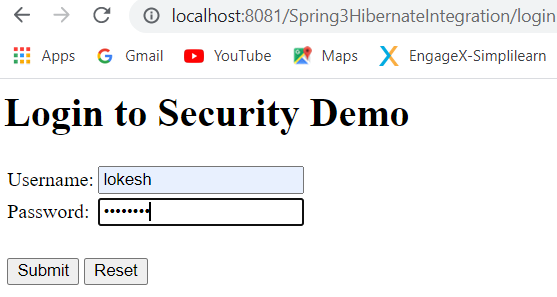 localhost:8081/Spring3HibernateIntegration/login
Apps Gmail YouTube Maps EngageX-Simplilearn
Login to Security Demo
Username: lokesh
Password: ••••••••
Submit Reset